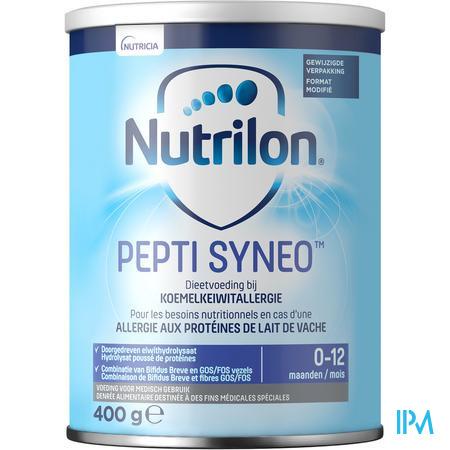 NUTRICIA
GEWIJZIGDE
VERPAKKING
FORMAT
MODIFIÉ
Nutrilon®
PEPTI SYNEO™
Dieetvoeding bij
KOEMELKEIWITALLERGIE
Pour les besoins nutritionnels en cas d'une
ALLERGIE AUX PROTÉINES DE LAIT DE VACHE
• Doorgedreven eiwithydrolysaat
Hydrolysat poussé de protéines
• Combinatie van Bifidus Breve en GOS/FOS vezels
Combinaison de Bifidus Breve et fibres GOS/FOS
0-12
maanden / mois
VOEDING VOOR MEDISCH GEBRUIK
DENRÉE ALIMENTAIRE DESTINÉE À DES FINS MÉDICALES SPÉCIALES
400 g e
IPM